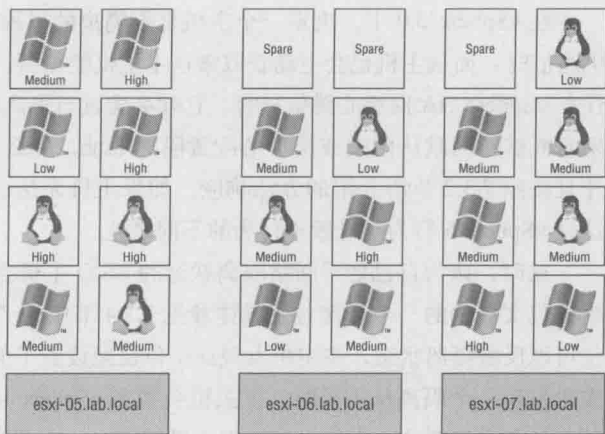 Medium High Spare Spare Spare Low
Low High Medium Low Medium Medium
High High Medium High Medium Medium
Medium Medium Low Medium High Low
esxi-05.lab.local esxi-06.lab.local esxi-07.lab.local